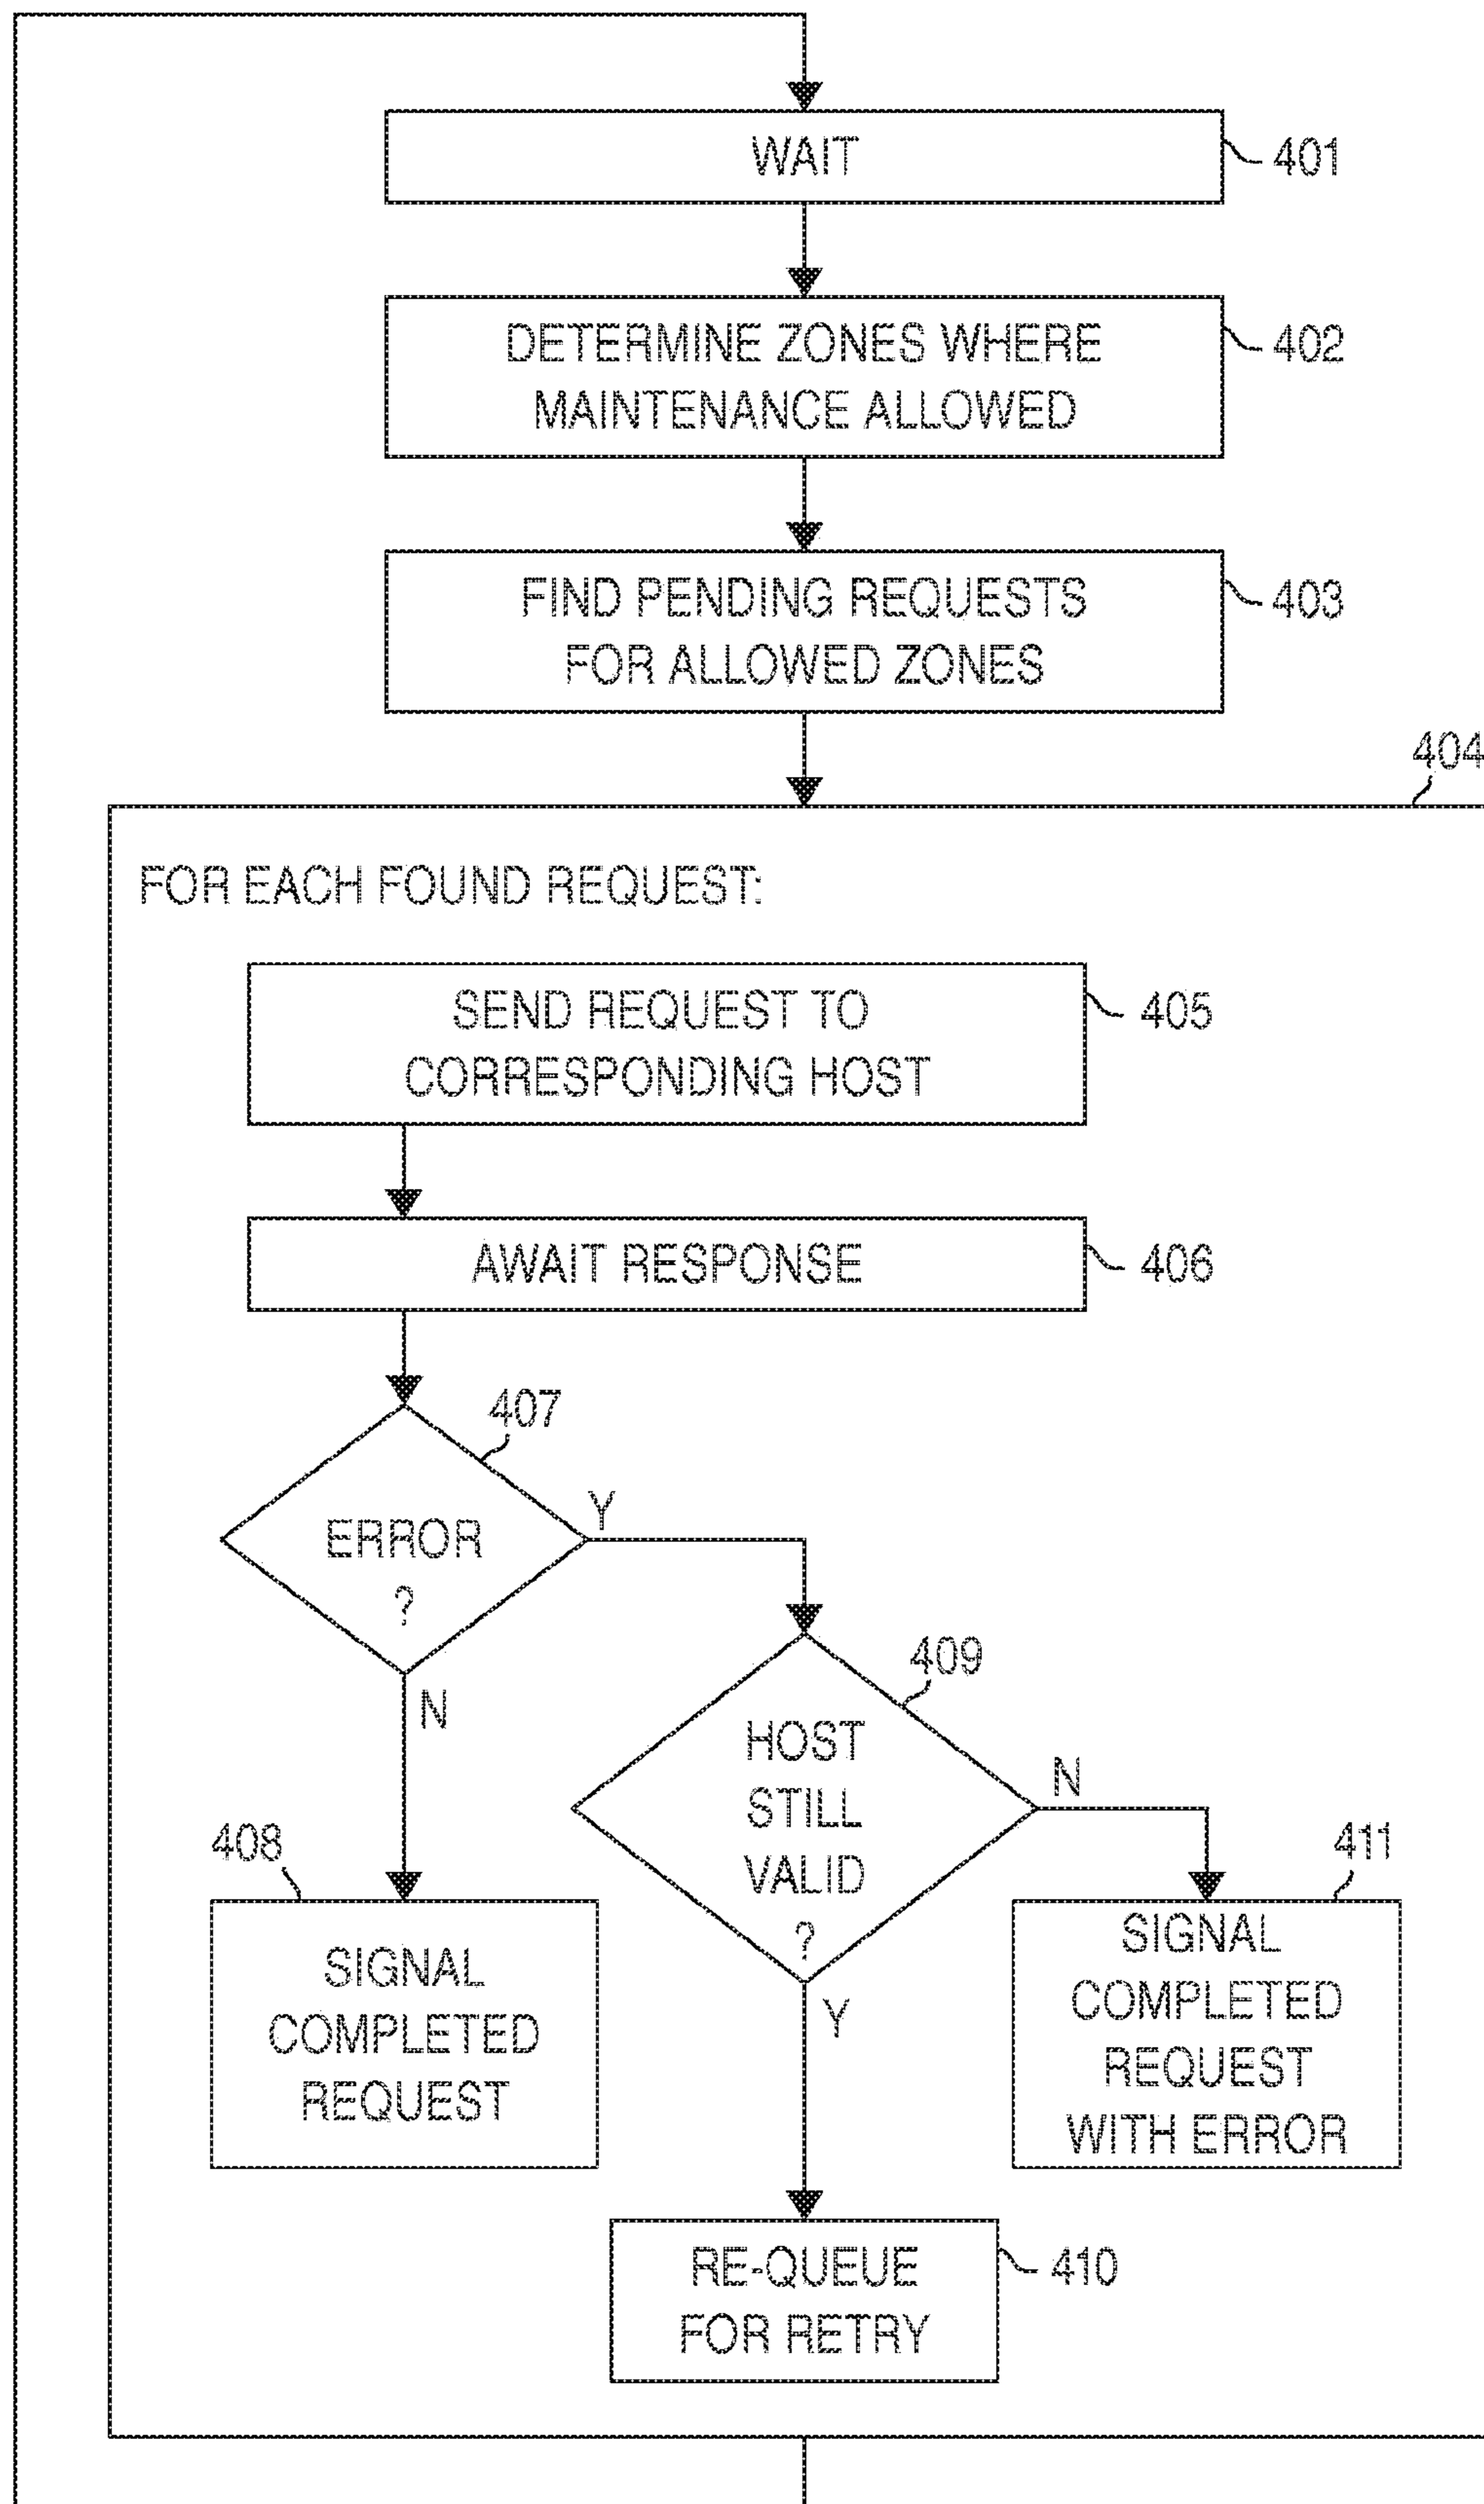 WAIT
401
DETERMINE ZONES WHERE
MAINTENANCE ALLOWED
402
FIND PENDING REQUESTS
FOR ALLOWED ZONES
403
404
FOR EACH FOUND REQUEST:
SEND REQUEST TO
CORRESPONDING HOST
405
AWAIT RESPONSE
406
407
ERROR
?
Y
N
409
HOST
STILL
VALID
?
N
Y
408
SIGNAL
COMPLETED
REQUEST
411
SIGNAL
COMPLETED
REQUEST
WITH ERROR
RE-QUEUE
FOR RETRY
410